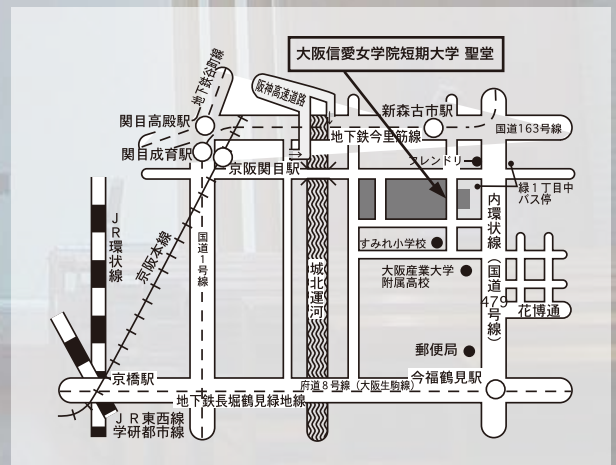 大阪信愛女学院短期大学 聖堂
地下鉄谷町線
阪神高速道路
新森古市駅
関目高殿駅
国道163号線
地下鉄今里筋線
関目成育駅
フレンドリー
京阪関目駅
緑1丁目中
バス停
JR環状線
京阪本線
国道1号線
城北運河
内環状線(国道479号線)
すみれ小学校
大阪産業大学
附属高校
花博通
郵便局
今福鶴見駅
京橋駅
府道8号線(大阪生駒線)
地下鉄長堀鶴見緑地線
JR東西線
学研都市線